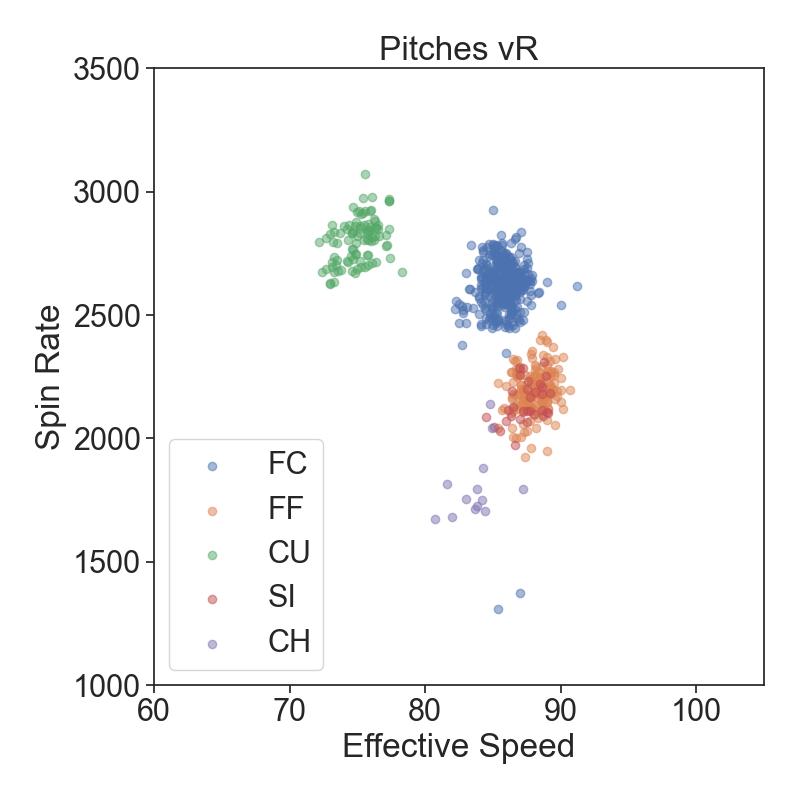 Pitches vR
3500
3000
2500
2000
1500
1000
Spin Rate
FC
FF
CU
SI
CH
60 70 80 90 100
Effective Speed